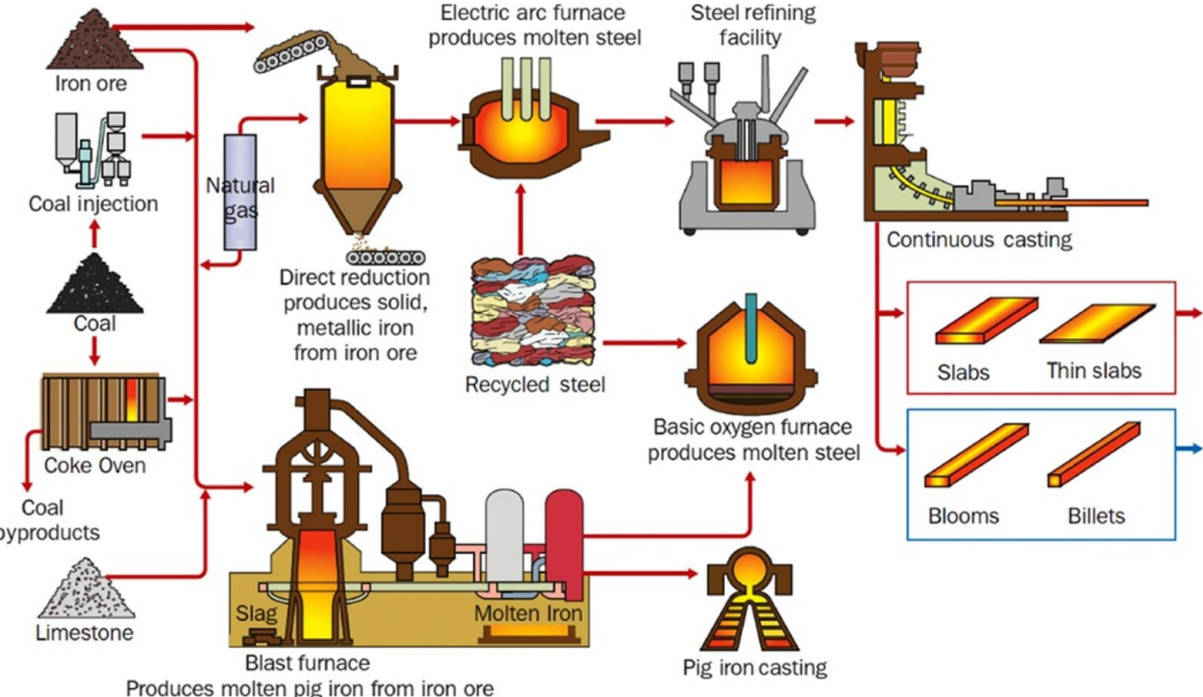 Iron ore
Coal injection
Coal
Coke Oven
Coal
byproducts
Limestone
Natural
gas
Direct reduction
produces solid,
metallic iron
from iron ore
Electric arc furnace
produces molten steel
Steel refining
facility
Recycled steel
Basic oxygen furnace
produces molten steel
Continuous casting
Slabs
Thin slabs
Blooms
Billets
Slag
Molten Iron
Blast furnace
Produces molten pig iron from iron ore
Pig iron casting